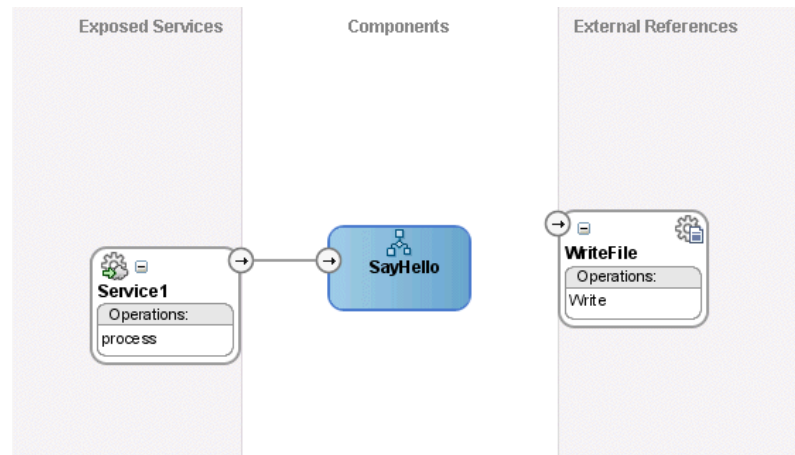 Exposed Services
Components
External References
Service1
Operations:
process
SayHello
WriteFile
Operations:
Write